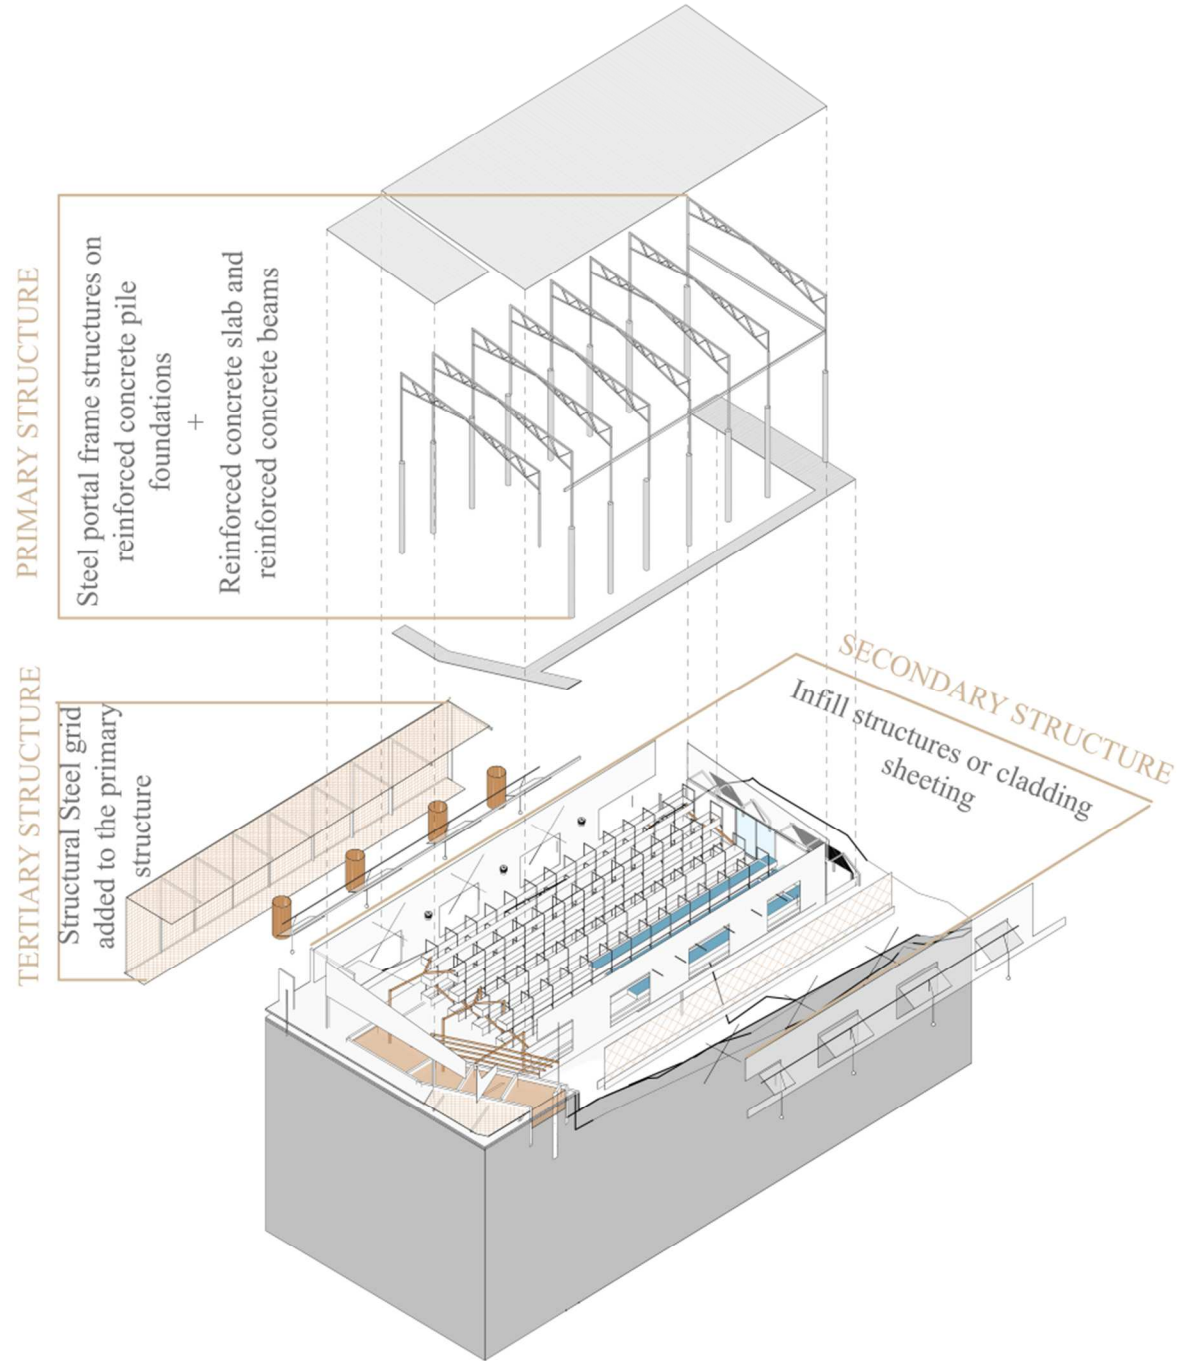 PRIMARY STRUCTURE
Steel portal frame structures on
reinforced concrete pile
foundations
+
Reinforced concrete slab and
reinforced concrete beams
TERTIARY STRUCTURE
Structural Steel grid
added to the primary
structure
SECONDARY STRUCTURE
Infill structures or cladding
sheeting